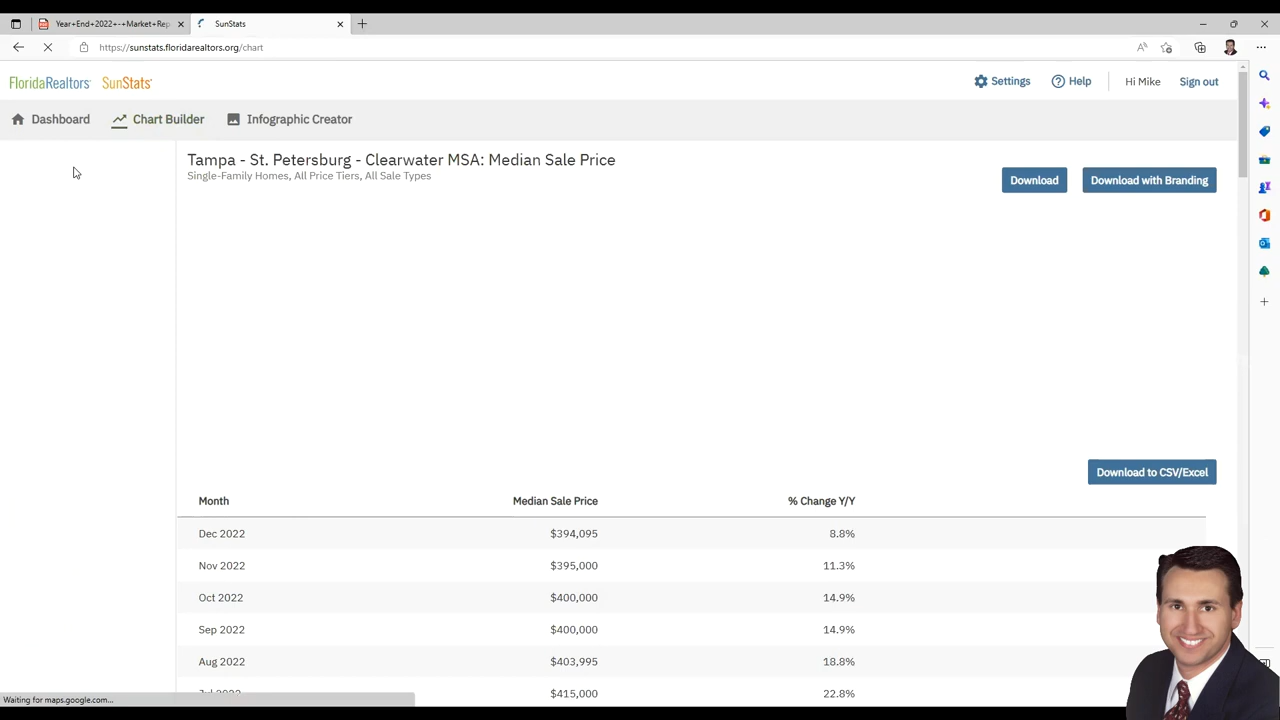 Year+End+2022+-+Market+Rep
SunStats
https://sunstats.floridarealtors.org/chart
FloridaRealtors SunStats
Settings
Help
Hi Mike
Sign out
Dashboard
Chart Builder
Infographic Creator
Tampa - St. Petersburg - Clearwater MSA: Median Sale Price
Single-Family Homes, All Price Tiers, All Sale Types
Download
Download with Branding
Download to CSV/Excel
Month Median Sale Price % Change Y/Y
Dec 2022 $394,095 8.8%
Nov 2022 $395,000 11.3%
Oct 2022 $400,000 14.9%
Sep 2022 $400,000 14.9%
Aug 2022 $403,995 18.8%
Jul 2022 $415,000 22.8%
Waiting for maps.google.com...